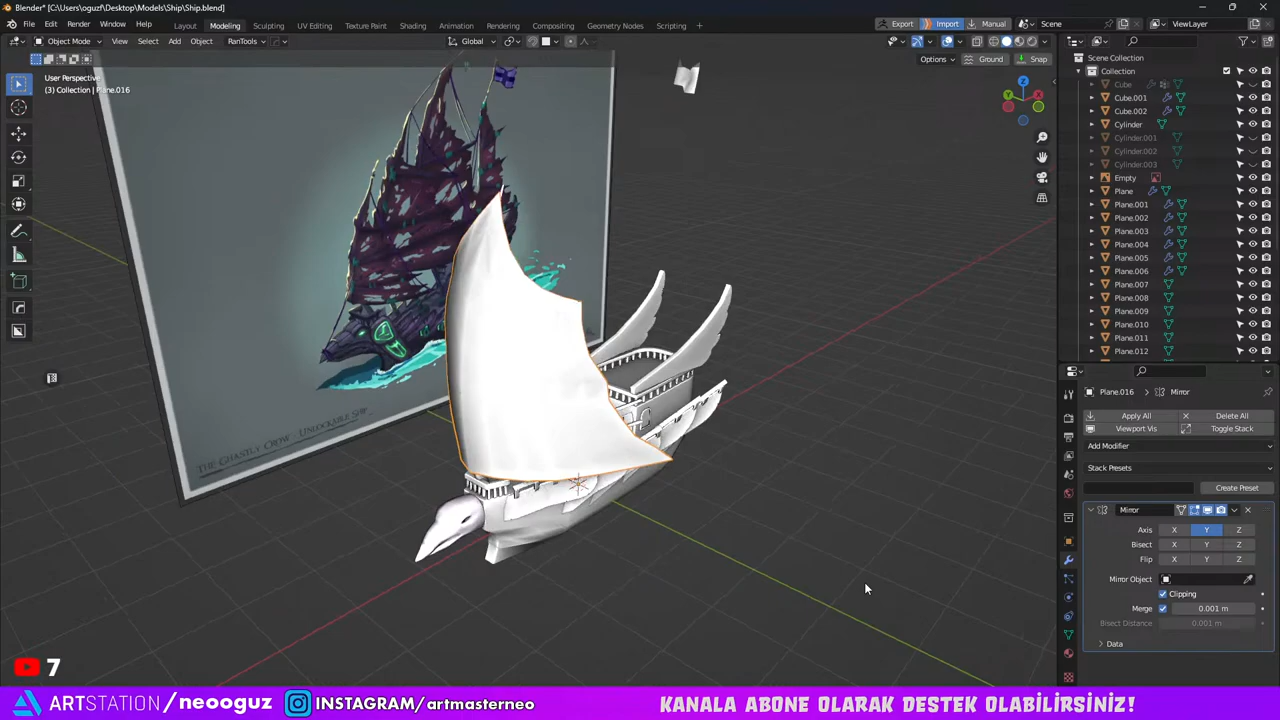 Blender* [C:\Users\oguzf\Desktop\Models\Ship\Ship.blend]
File Edit Render Window Help Layout Modeling Sculpting UV Editing Texture Paint Shading Animation Rendering Compositing Geometry Nodes Scripting + Export Import Manual Scene ViewLayer
Object Mode View Select Add Object RanTools Global
Options Ground Snap
User Perspective
(3) Collection | Plane.016
X
Y
Z
Scene Collection
Collection
Cube
Cube.001
Cube.002
Cylinder
Cylinder.001
Cylinder.002
Cylinder.003
Empty
Plane
Plane.001
Plane.002
Plane.003
Plane.004
Plane.005
Plane.006
Plane.007
Plane.008
Plane.009
Plane.010
Plane.011
Plane.012
Plane.016 > Mirror
Apply All Delete All
Viewport Vis Toggle Stack
Add Modifier
Stack Presets
Create Preset
Mirror
Axis X Y Z
Bisect X Y Z
Flip X Y Z
Mirror Object
Clipping
Merge 0.001 m
Bisect Distance 0.001 m
Data
The Ghastly Crow - Unlockable Ship
7
ARTSTATION/neooguz INSTAGRAM/artmasterneo KANALA ABONE OLARAK DESTEK OLABİLİRSİNİZ!